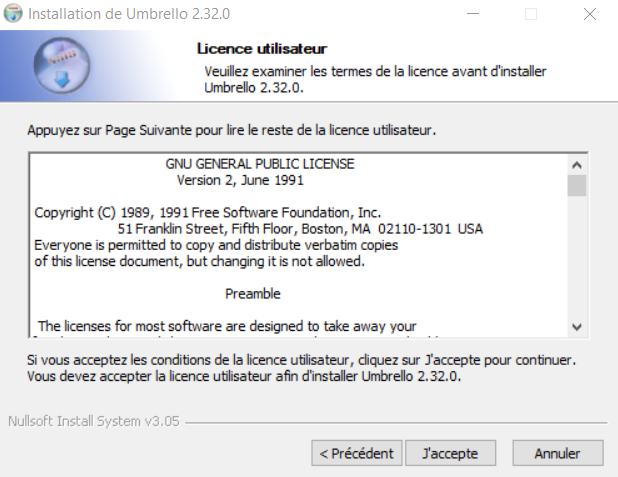 Installation de Umbrello 2.32.0
Licence utilisateur
Veuillez examiner les termes de la licence avant d'installer
Umbrello 2.32.0.
Appuyez sur Page Suivante pour lire le reste de la licence utilisateur.
GNU GENERAL PUBLIC LICENSE
Version 2, June 1991
Copyright (C) 1989, 1991 Free Software Foundation, Inc.
51 Franklin Street, Fifth Floor, Boston, MA 02110-1301 USA
Everyone is permitted to copy and distribute verbatim copies
of this license document, but changing it is not allowed.
Preamble
The licenses for most software are designed to take away your
Si vous acceptez les conditions de la licence utilisateur, cliquez sur J'accepte pour continuer.
Vous devez accepter la licence utilisateur afin d'installer Umbrello 2.32.0.
Nullsoft Install System v3.05
< Précédent
J'accepte
Annuler